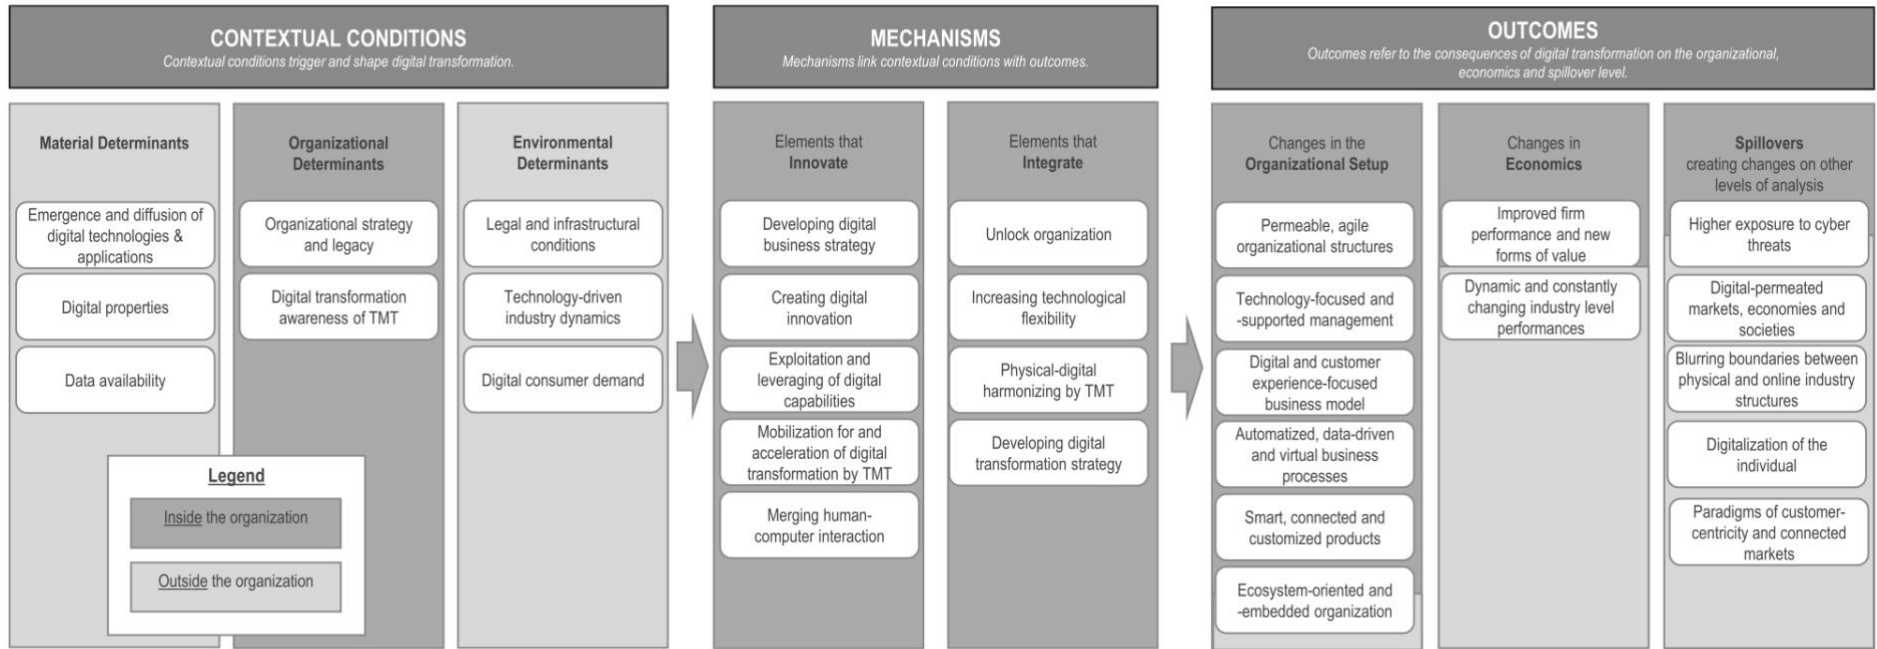 CONTEXTUAL CONDITIONS
Contextual conditions trigger and shape digital transformation.
Material Determinants
Emergence and diffusion of
digital technologies &
applications
Digital properties
Data availability
Organizational
Determinants
Organizational strategy
and legacy
Digital transformation
awareness of TMT
Environmental
Determinants
Legal and infrastructural
conditions
Technology-driven
industry dynamics
Digital consumer demand
Legend
Inside the organization
Outside the organization
MECHANISMS
Mechanisms link contextual conditions with outcomes.
Elements that
Innovate
Developing digital
business strategy
Creating digital
innovation
Exploitation and
leveraging of digital
capabilities
Mobilization for and
acceleration of digital
transformation by TMT
Merging human-
computer interaction
Elements that
Integrate
Unlock organization
Increasing technological
flexibility
Physical-digital
harmonizing by TMT
Developing digital
transformation strategy
OUTCOMES
Outcomes refer to the consequences of digital transformation on the organizational,
economics and spillover level.
Changes in the
Organizational Setup
Permeable, agile
organizational structures
Technology-focused and
-supported management
Digital and customer
experience-focused
business model
Automatized, data-driven
and virtual business
processes
Smart, connected and
customized products
Ecosystem-oriented and
-embedded organization
Changes in
Economics
Improved firm
performance and new
forms of value
Dynamic and constantly
changing industry level
performances
Spillovers
creating changes on other
levels of analysis
Higher exposure to cyber
threats
Digital-permeated
markets, economies and
societies
Blurring boundaries between
physical and online industry
structures
Digitalization of the
individual
Paradigms of customer-
centricity and connected
markets